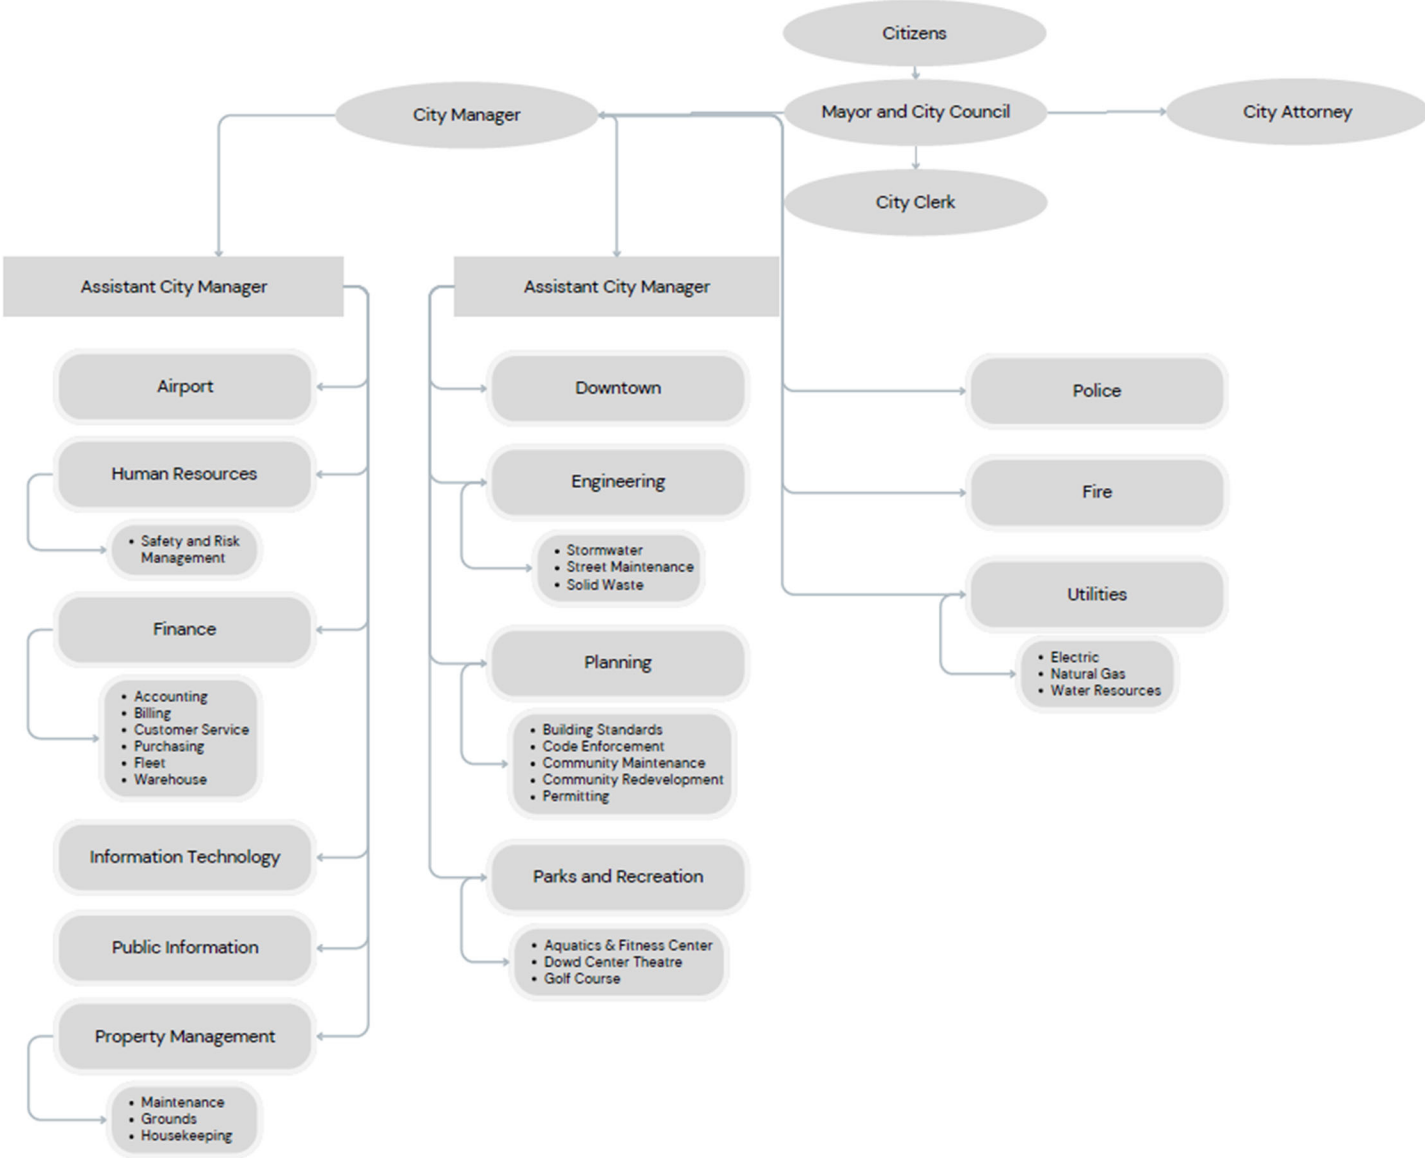 Citizens
City Manager
Mayor and City Council
City Attorney
City Clerk
Assistant City Manager
Airport
Human Resources
• Safety and Risk
Management
Finance
• Accounting
• Billing
• Customer Service
• Purchasing
• Fleet
• Warehouse
Information Technology
Public Information
Property Management
• Maintenance
• Grounds
• Housekeeping
Assistant City Manager
Downtown
Engineering
• Stormwater
• Street Maintenance
• Solid Waste
Planning
• Building Standards
• Code Enforcement
• Community Maintenance
• Community Redevelopment
• Permitting
Parks and Recreation
• Aquatics & Fitness Center
• Dowd Center Theatre
• Golf Course
Police
Fire
Utilities
• Electric
• Natural Gas
• Water Resources